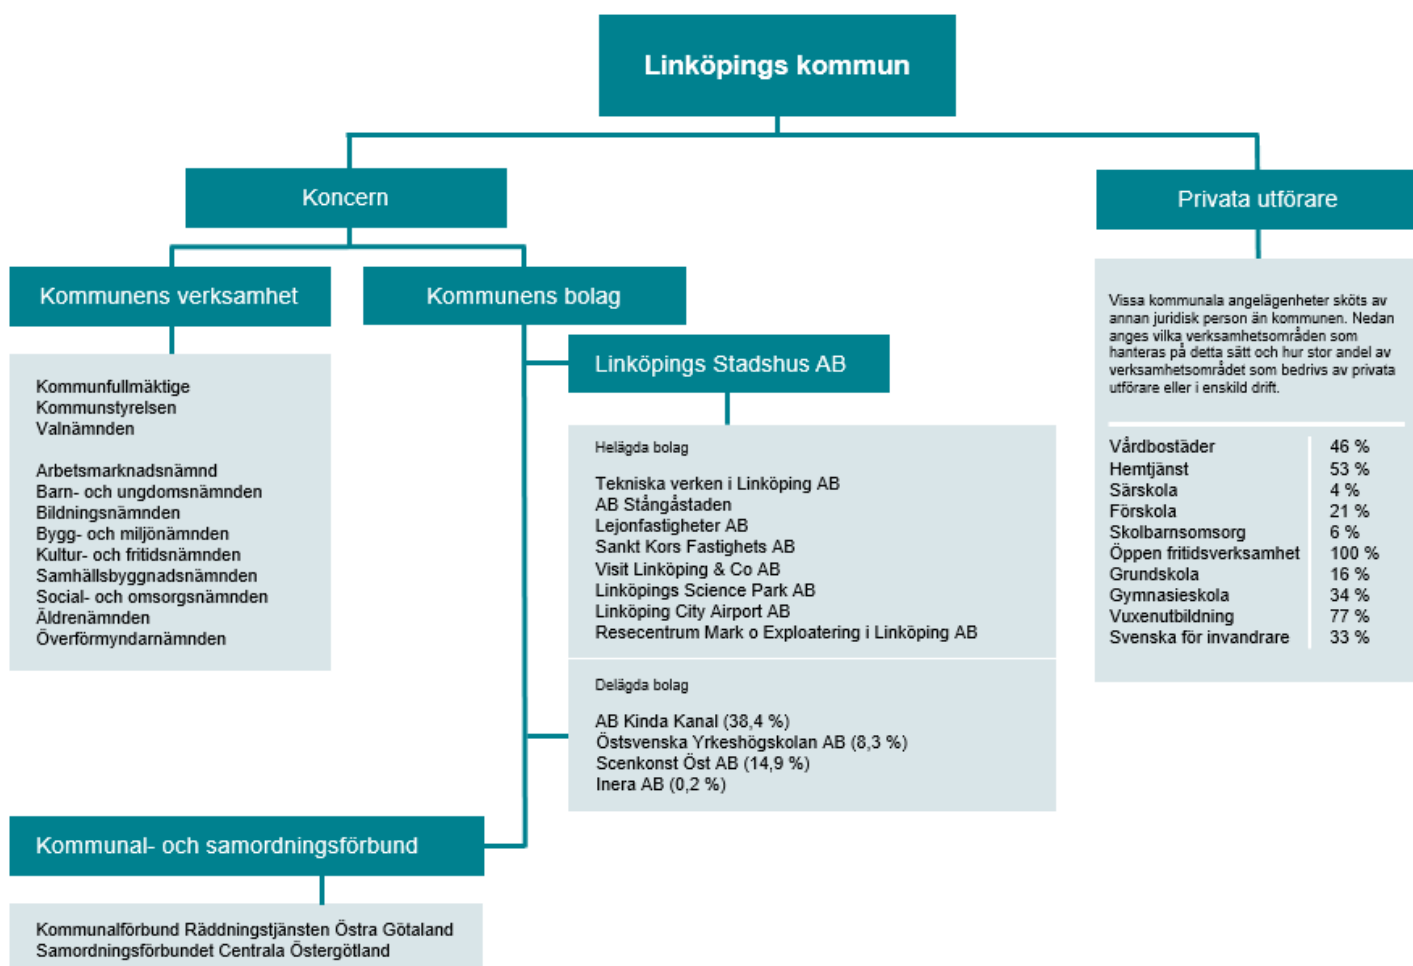 Linköpings kommun
Koncern
Privata utförare
Kommunens verksamhet
Kommunens bolag
Kommunfullmäktige
Kommunstyrelsen
Valnämnden
Arbetsmarknadsnämnd
Barn- och ungdomsnämnden
Bildningsnämnden
Bygg- och miljönämnden
Kultur- och fritidsnämnden
Samhällsbyggnadsnämnden
Social- och omsorgsnämnden
Äldrenämnden
Överförmyndarnämnden
Linköpings Stadshus AB
Helägda bolag
Tekniska verken i Linköping AB
AB Stångåstaden
Lejonfastigheter AB
Sankt Kors Fastighets AB
Visit Linköping & Co AB
Linköpings Science Park AB
Linköping City Airport AB
Resecentrum Mark o Exploatering i Linköping AB
Delägda bolag
AB Kinda Kanal (38,4 %)
Östsvenska Yrkeshögskolan AB (8,3 %)
Scenkonst Öst AB (14,9 %)
Inera AB (0,2 %)
Kommunal- och samordningsförbund
Kommunalförbund Räddningstjänsten Östra Götaland
Samordningsförbundet Centrala Östergötland
Vissa kommunala angelägenheter sköts av
annan juridisk person än kommunen. Nedan
anges vilka verksamhetsområden som
hanteras på detta sätt och hur stor andel av
verksamhetsområdet som bedrivs av privata
utförare eller i enskild drift.
Vårdbostäder 46 %
Hemtjänst 53 %
Särskola 4 %
Förskola 21 %
Skolbarnsomsorg 6 %
Öppen fritidsverksamhet 100 %
Grundskola 16 %
Gymnasieskola 34 %
Vuxenutbildning 77 %
Svenska för invandrare 33 %